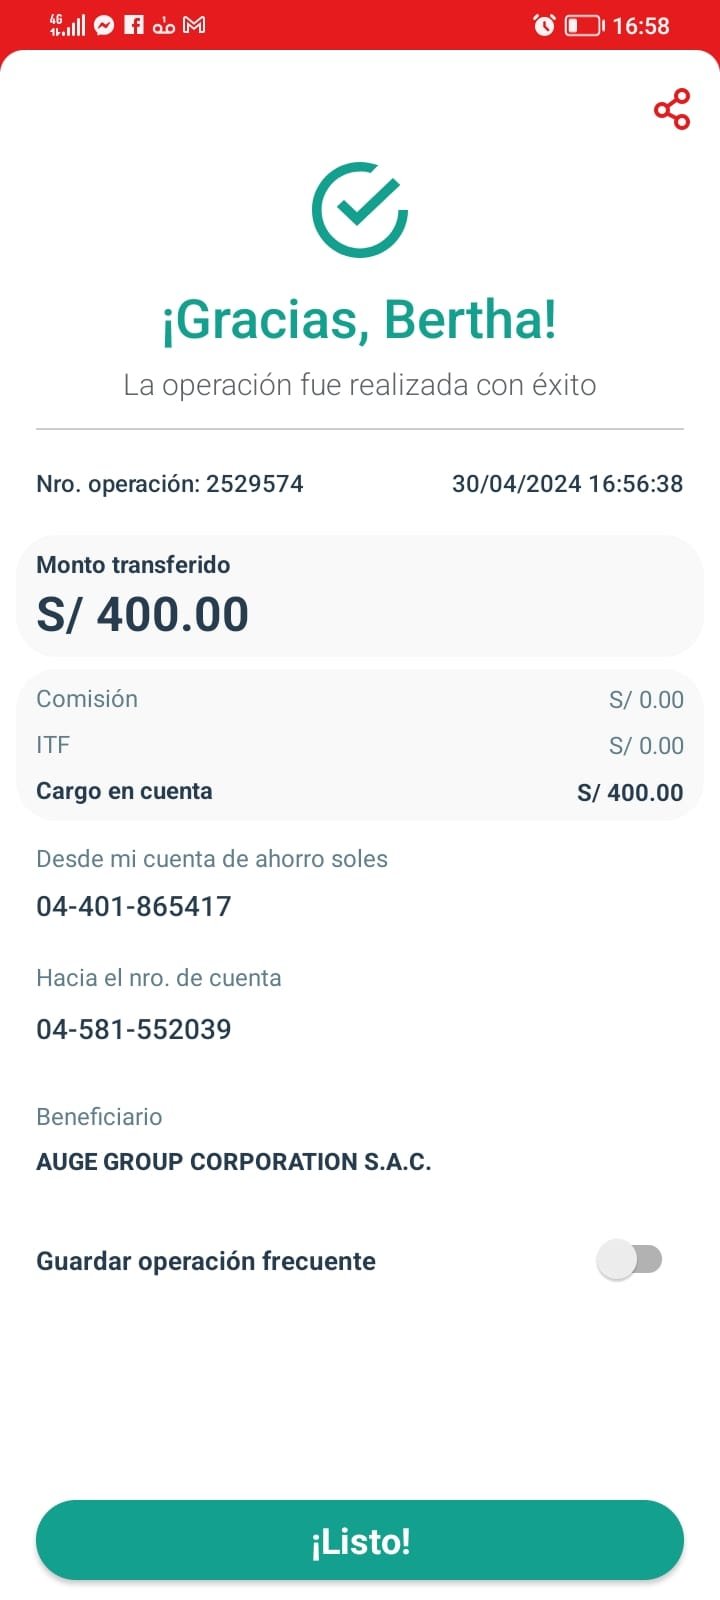 4G
16:58
¡Gracias, Bertha!
La operación fue realizada con éxito
Nro. operación: 2529574 30/04/2024 16:56:38
Monto transferido
S/ 400.00
Comisión S/ 0.00
ITF S/ 0.00
Cargo en cuenta S/ 400.00
Desde mi cuenta de ahorro soles
04-401-865417
Hacia el nro. de cuenta
04-581-552039
Beneficiario
AUGE GROUP CORPORATION S.A.C.
Guardar operación frecuente
¡Listo!